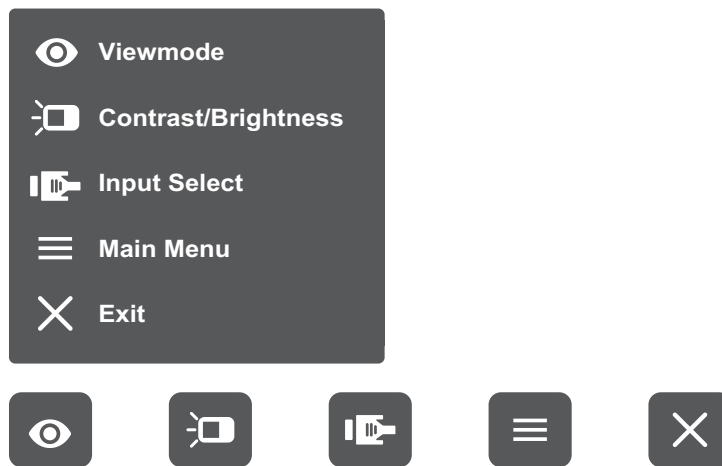 Viewmode
Contrast/Brightness
Input Select
Main Menu
Exit